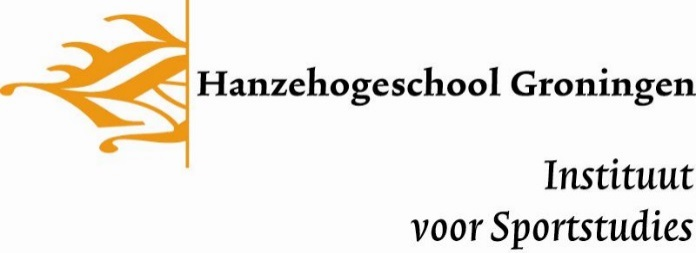 Hanzehogeschool Groningen
Instituut
voor Sportstudies